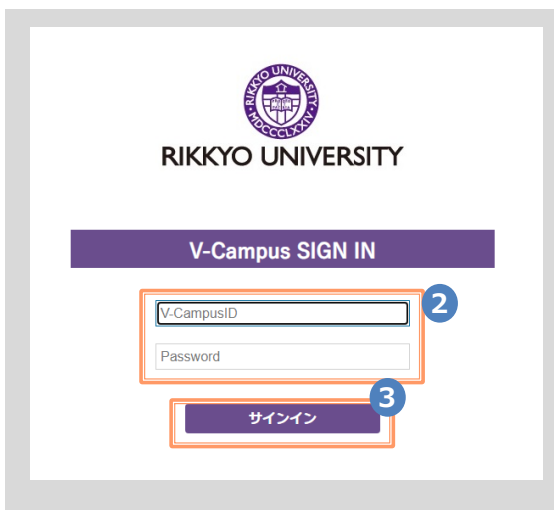 RIKKYO UNIVERSITY
MDCCCLXXIV
RIKKYO UNIVERSITY
V-Campus SIGN IN
V-CampusID
2
Password
3
サインイン